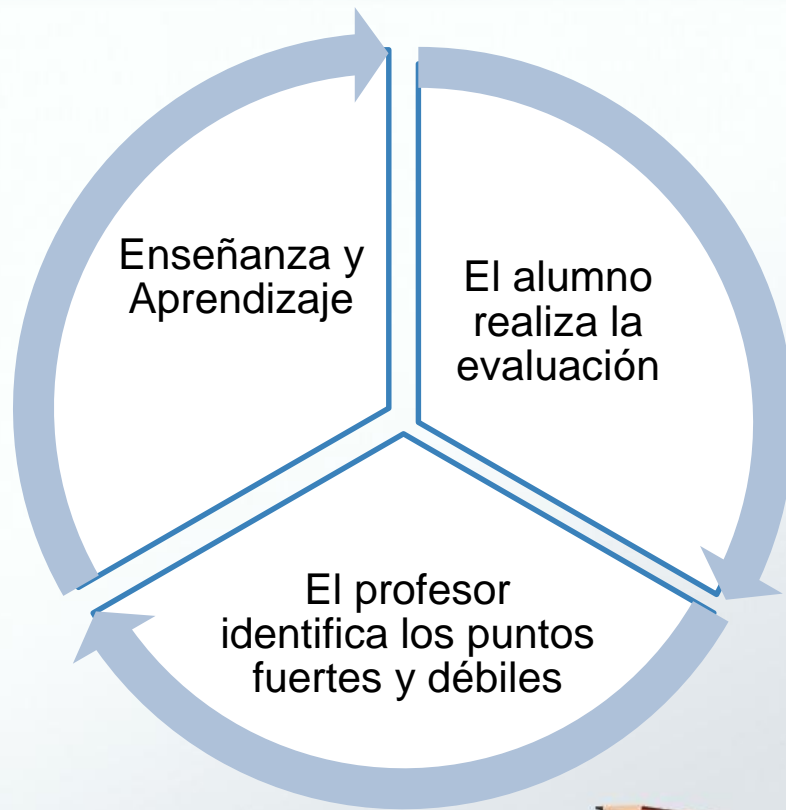 Enseñanza y
Aprendizaje
El alumno
realiza la
evaluación
El profesor
identifica los puntos
fuertes y débiles